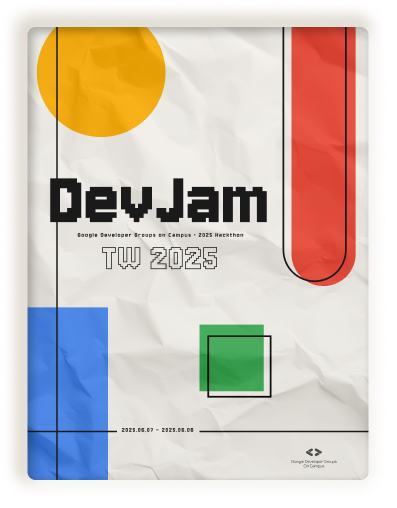 DevJam
Google Developer Groups on Campus • 2025 Hackthon
TW 2025
2025.06.07 - 2025.06.08
Google Developer Groups
On Campus